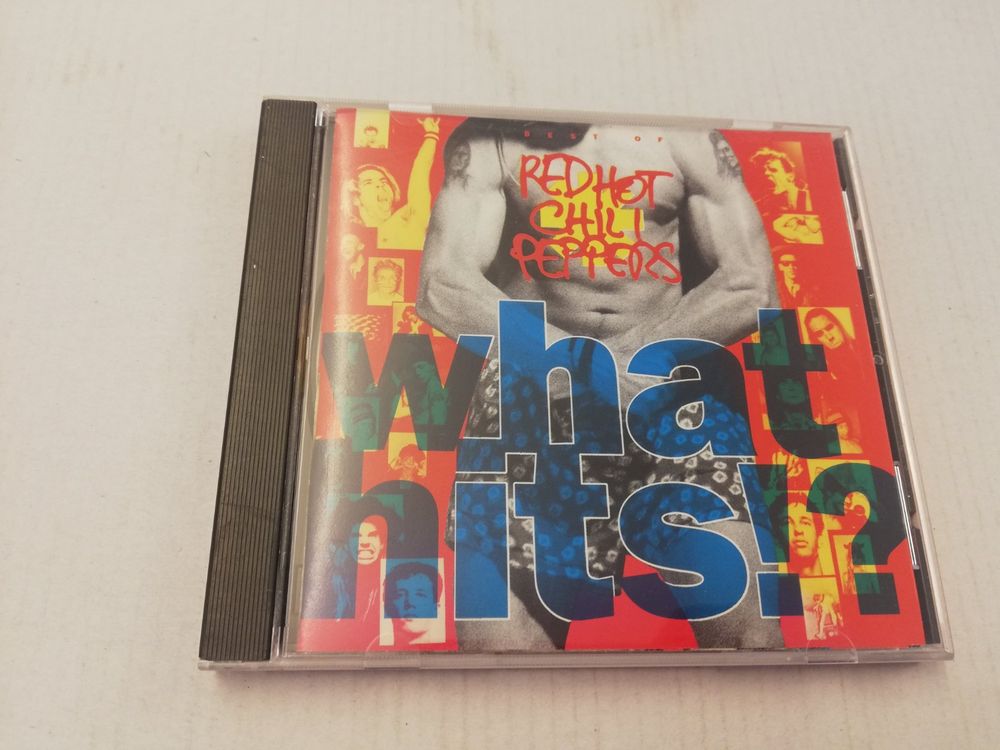 BEST OF
RED HOT
CHILI
PEPPERS
what
hits!?